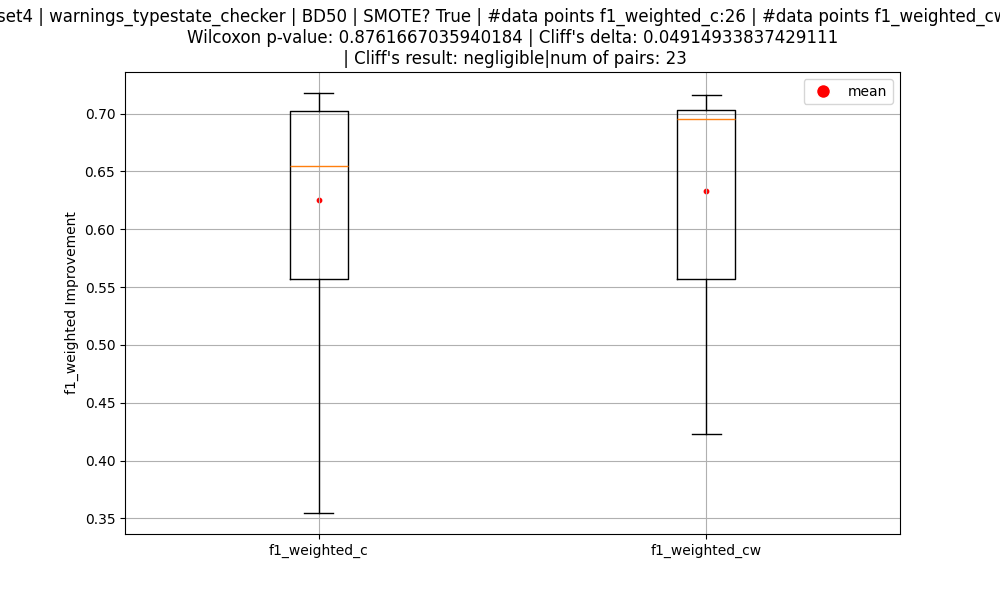 set4 | warnings_typestate_checker | BD50 | SMOTE? True | #data points f1_weighted_c:26 | #data points f1_weighted_cw
Wilcoxon p-value: 0.8761667035940184 | Cliff's delta: 0.04914933837429111
| Cliff's result: negligible|num of pairs: 23
mean
0.70
0.65
0.60
0.55
0.50
0.45
0.40
0.35
f1_weighted Improvement
f1_weighted_c
f1_weighted_cw